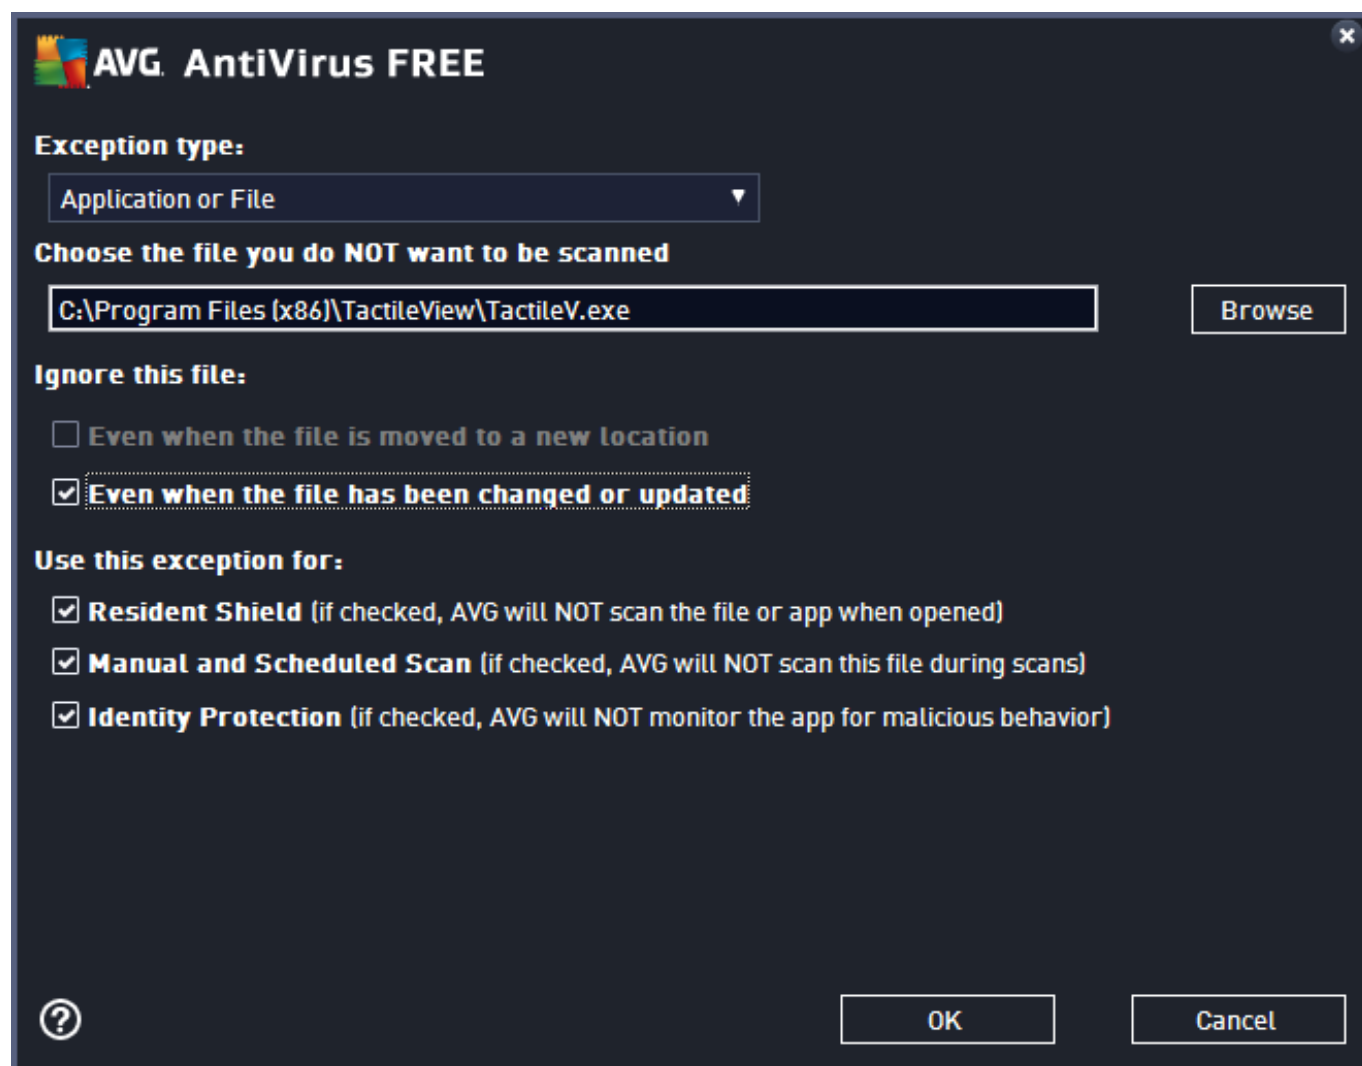 AVG. AntiVirus FREE
Exception type:
Application or File
Choose the file you do NOT want to be scanned
C:\Program Files (x86)\TactileView\TactileV.exe
Browse
Ignore this file:
Even when the file is moved to a new location
Even when the file has been changed or updated
Use this exception for:
Resident Shield (if checked, AVG will NOT scan the file or app when opened)
Manual and Scheduled Scan (if checked, AVG will NOT scan this file during scans)
Identity Protection (if checked, AVG will NOT monitor the app for malicious behavior)
?
OK
Cancel